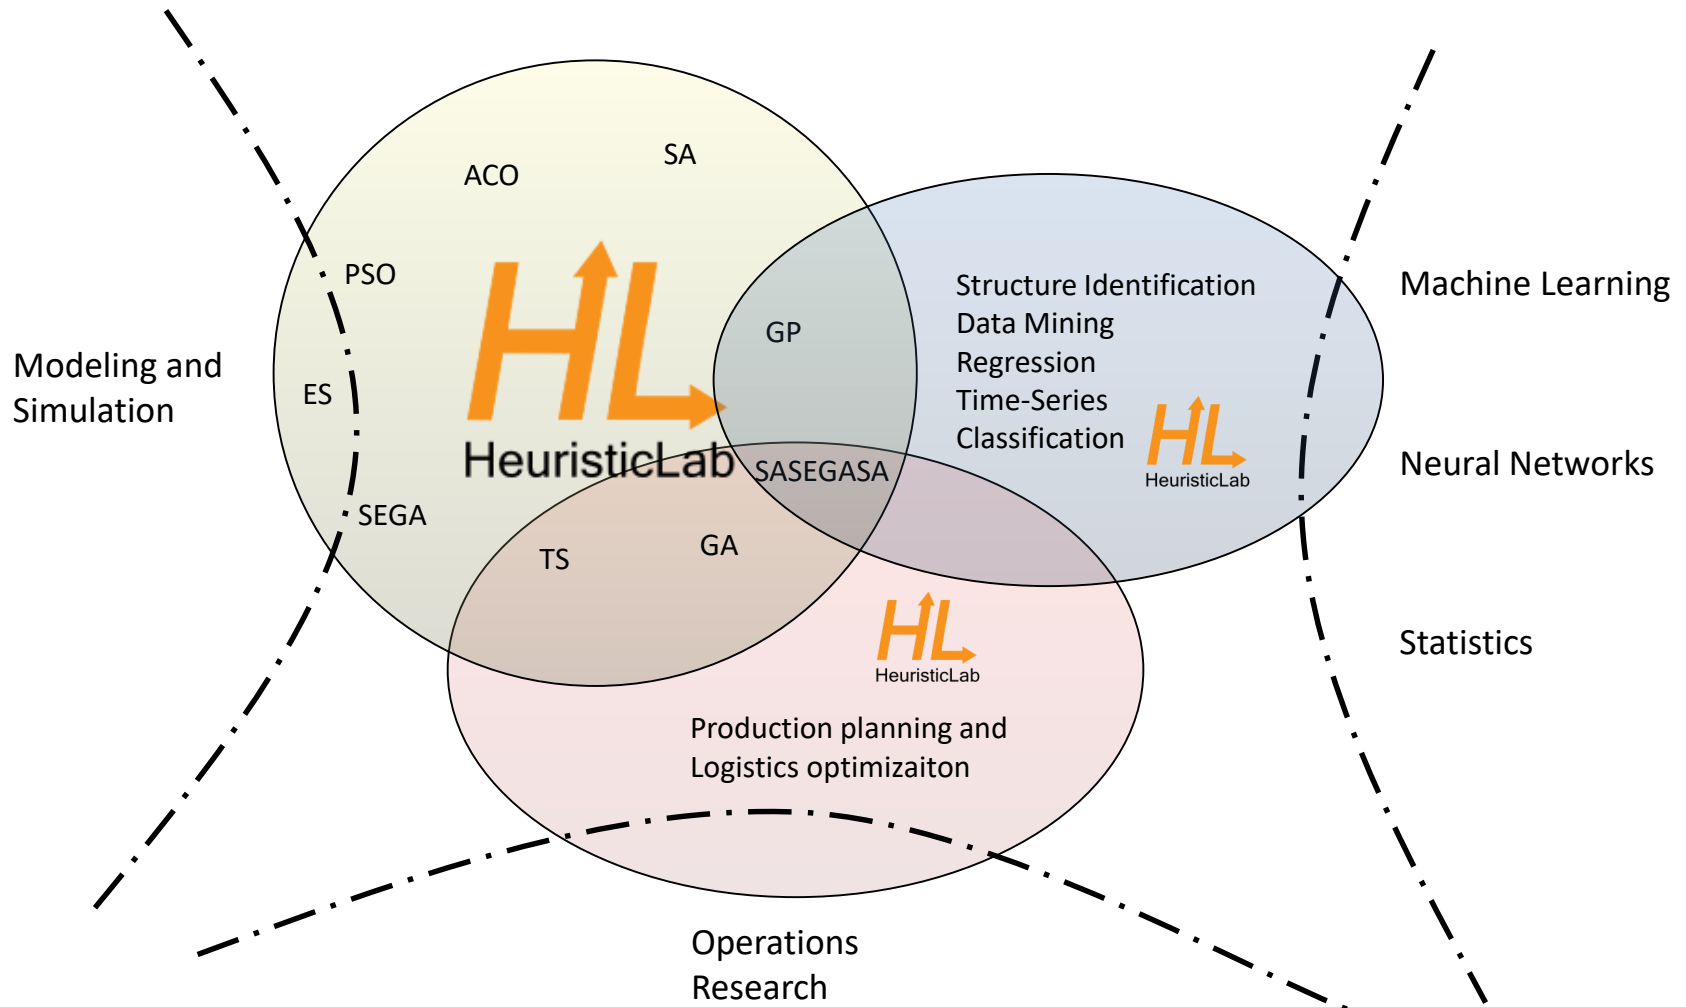 SA
ACO
PSO
GP
ES
HL
HeuristicLab
SASEGASA
SEGA
TS
GA
Modeling and
Simulation
Structure Identification
Data Mining
Regression
Time-Series
Classification
HL
HeuristicLab
Machine Learning
Neural Networks
Statistics
HL
HeuristicLab
Production planning and
Logistics optimizaiton
Operations
Research